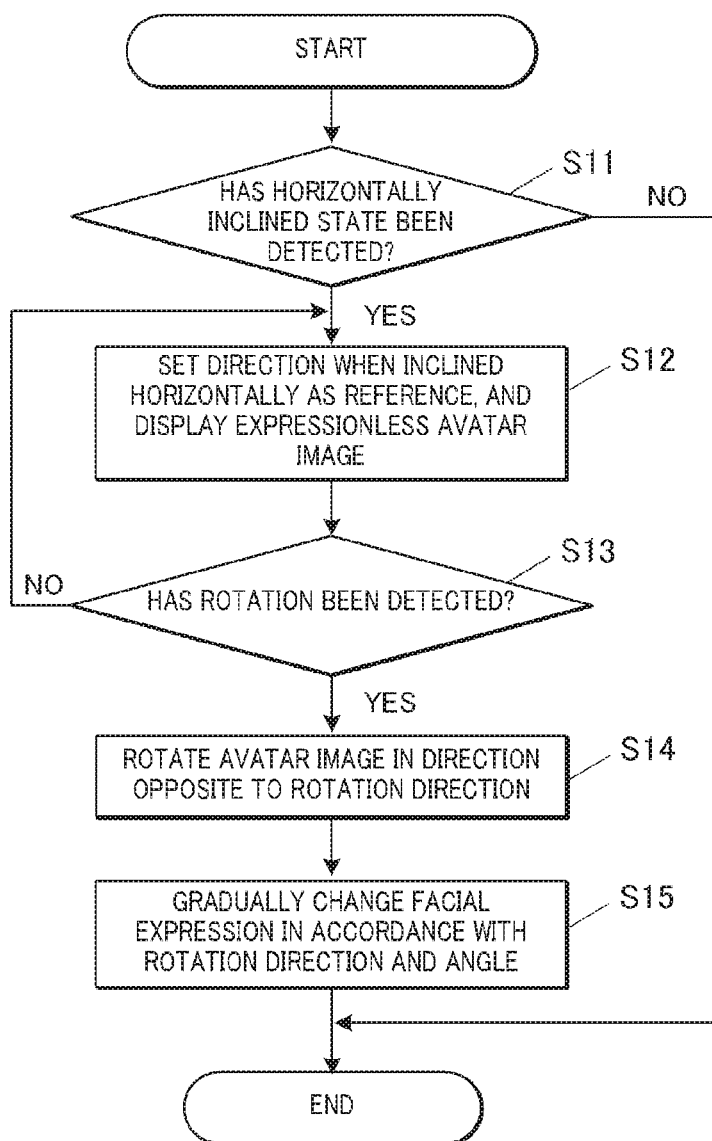 START
S11
HAS HORIZONTALLY
INCLINED STATE BEEN
DETECTED?
NO
YES
SET DIRECTION WHEN INCLINED
HORIZONTALLY AS REFERENCE, AND
DISPLAY EXPRESSIONLESS AVATAR
IMAGE
S12
S13
NO
HAS ROTATION BEEN DETECTED?
YES
ROTATE AVATAR IMAGE IN DIRECTION
OPPOSITE TO ROTATION DIRECTION
S14
GRADUALLY CHANGE FACIAL
EXPRESSION IN ACCORDANCE WITH
ROTATION DIRECTION AND ANGLE
S15
END